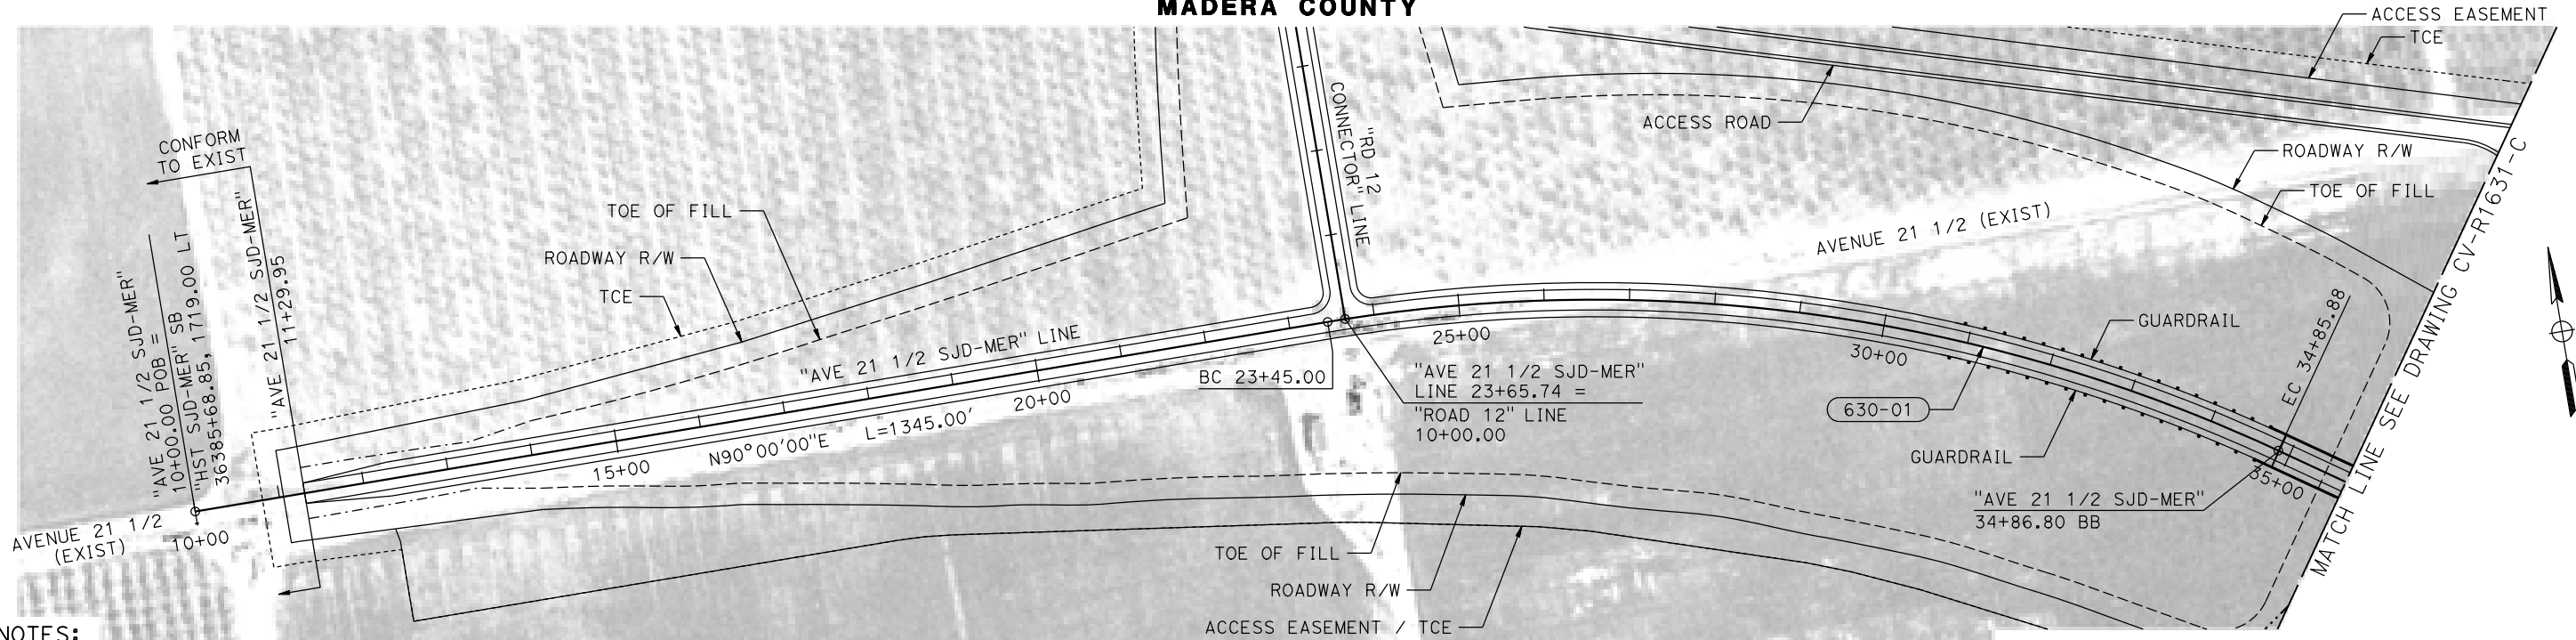 MADERA COUNTY
ACCESS EASEMENT
TCE
ACCESS ROAD
ROADWAY R/W
TOE OF FILL
CONFORM
TO EXIST
"AVE 21 1/2 SJD-MER"
11+29.95
"AVE 21 1/2 SJD-MER"
10+00.00 POB =
"HST SJD-MER" SB
36385+68.85, 1719.00 LT
TOE OF FILL
ROADWAY R/W
TCE
"RD 12
CONNECTOR" LINE
AVENUE 21 1/2 (EXIST)
"AVE 21 1/2 SJD-MER" LINE
N90°00'00"E L=1345.00'
AVENUE 21 1/2
(EXIST)
10+00
15+00
20+00
25+00
30+00
35+00
BC 23+45.00
"AVE 21 1/2 SJD-MER"
LINE 23+65.74 =
"ROAD 12" LINE
10+00.00
GUARDRAIL
630-01
GUARDRAIL
EC 34+85.88
"AVE 21 1/2 SJD-MER"
34+86.80 BB
MATCH LINE SEE DRAWING CV-R1631-C
TOE OF FILL
ROADWAY R/W
ACCESS EASEMENT / TCE
NOTES: